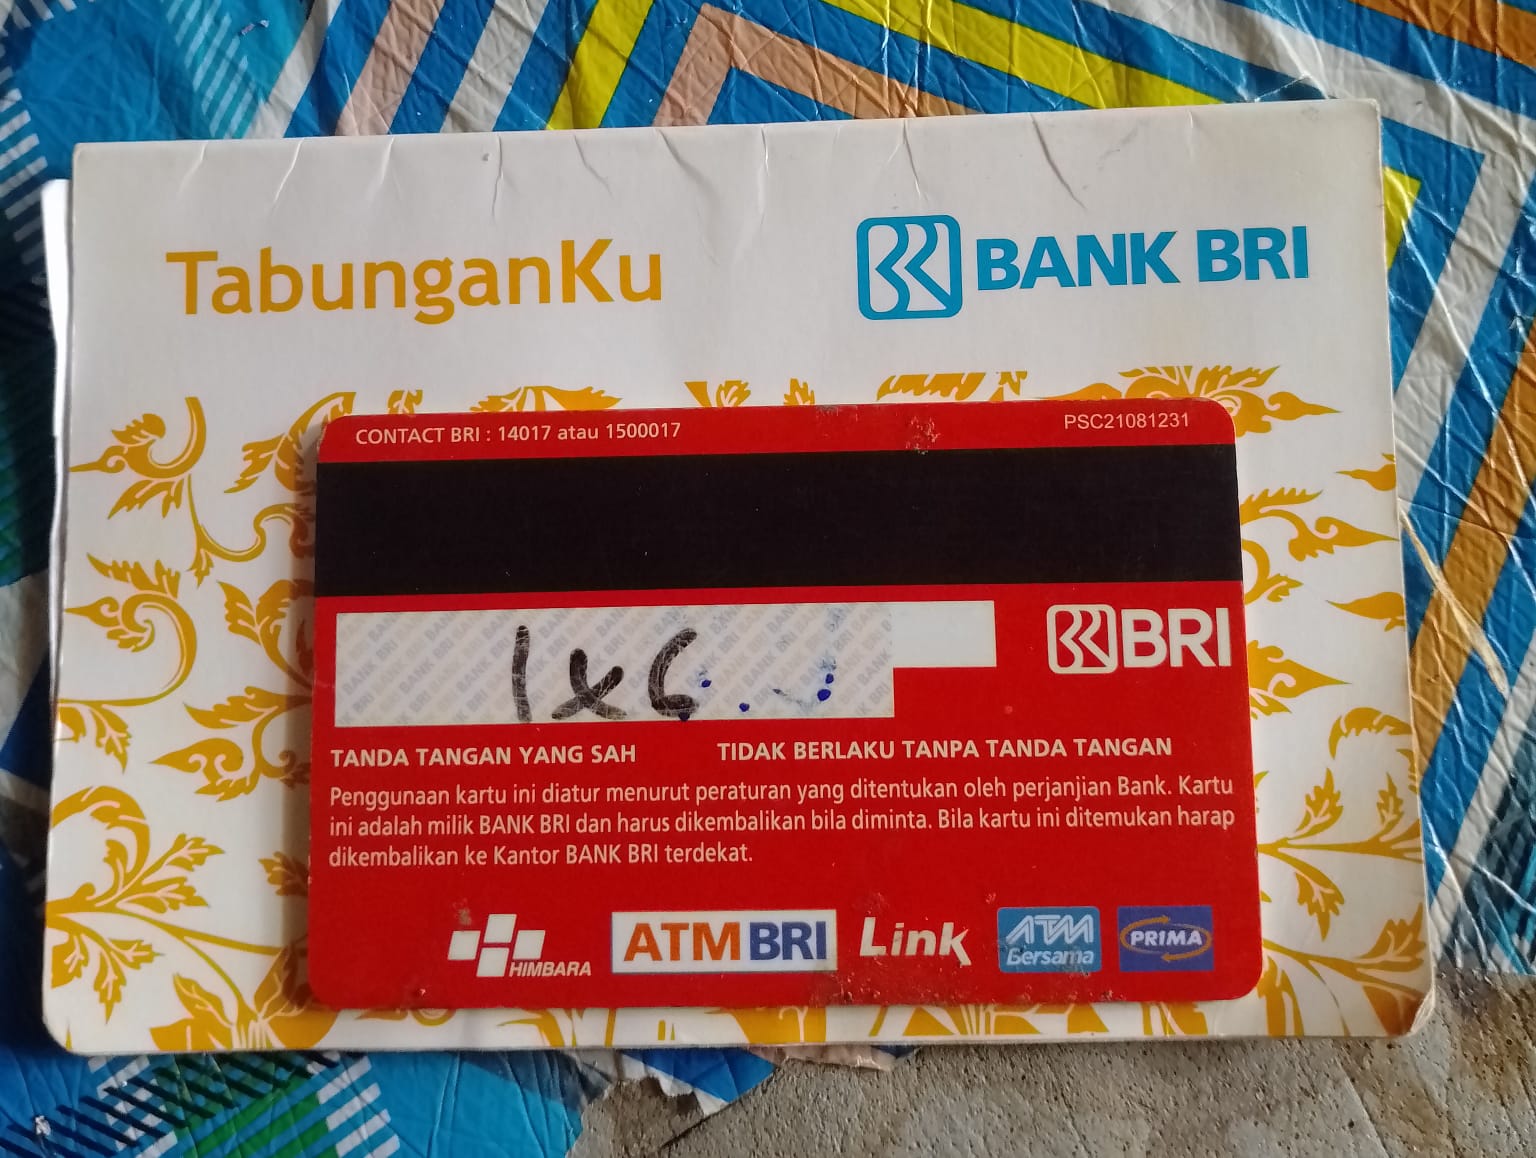 TabunganKu
BANK BRI
CONTACT BRI : 14017 atau 1500017
PSC21081231
BRI
TANDA TANGAN YANG SAH
TIDAK BERLAKU TANPA TANDA TANGAN
Penggunaan kartu ini diatur menurut peraturan yang ditentukan oleh perjanjian Bank. Kartu
ini adalah milik BANK BRI dan harus dikembalikan bila diminta. Bila kartu ini ditemukan harap
dikembalikan ke Kantor BANK BRI terdekat.
HIMBARA
ATM BRI
Link
ATM
Bersama
PRIMA